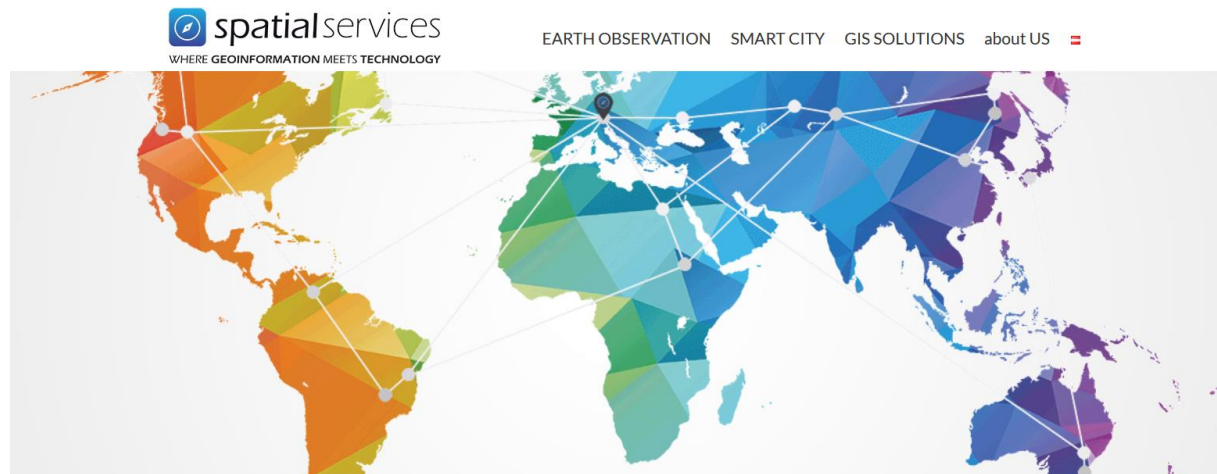 spatialservices
WHERE GEOINFORMATION MEETS TECHNOLOGY
EARTH OBSERVATION SMART CITY GIS SOLUTIONS about US